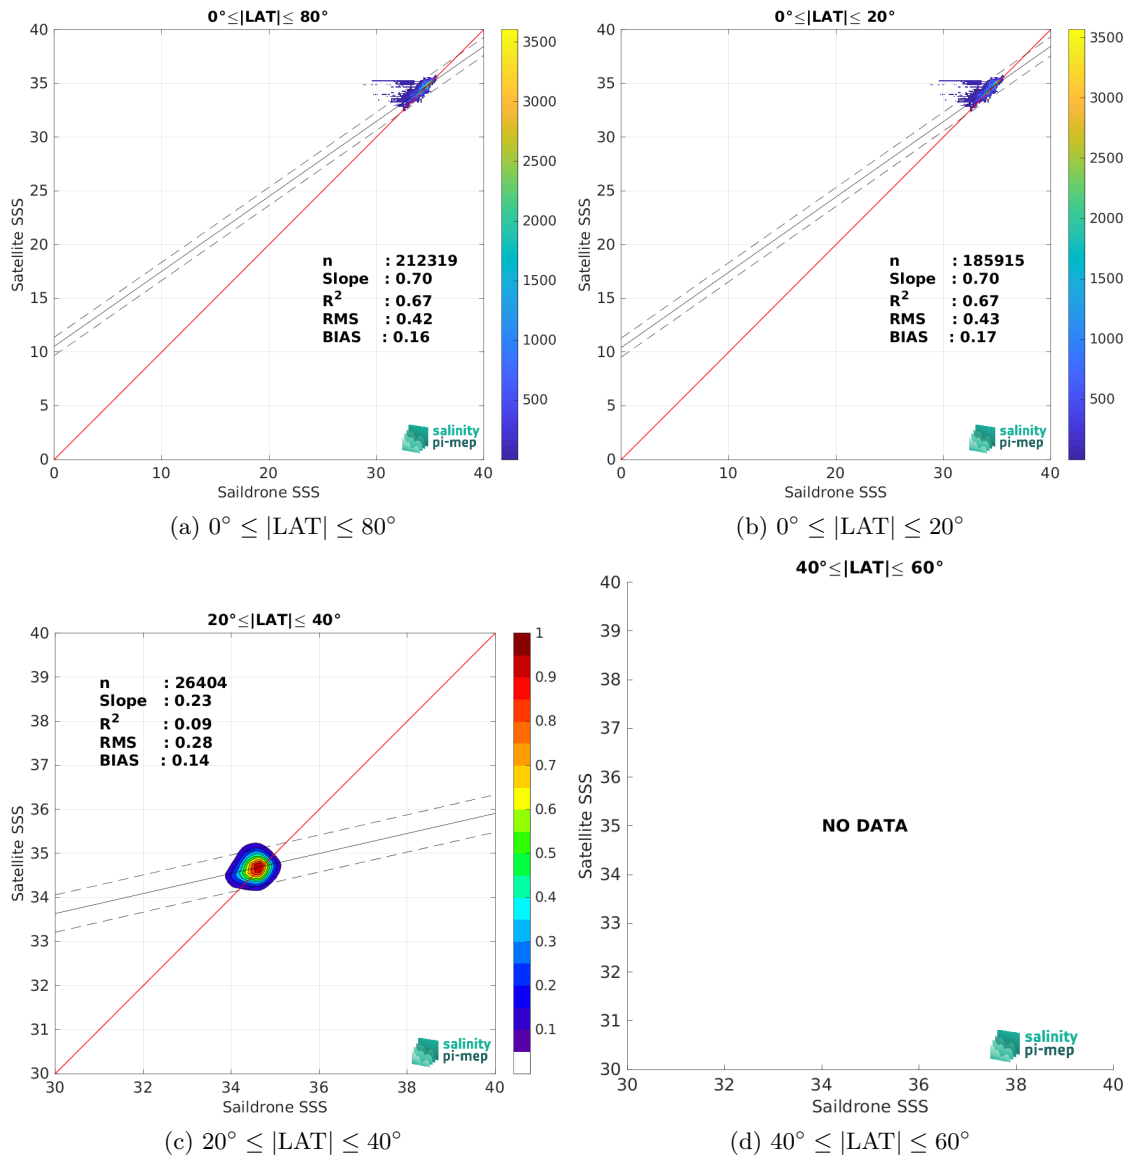 0°≤|LAT|≤ 80°
40
35
30
25
20
15
10
5
0
Satellite SSS
n : 212319
Slope : 0.70
R² : 0.67
RMS : 0.42
BIAS : 0.16
salinity
pi-mep
0 10 20 30 40
Saildrone SSS
3500
3000
2500
2000
1500
1000
500
(a) 0° ≤ |LAT| ≤ 80°
0°≤|LAT|≤ 20°
40
35
30
25
20
15
10
5
0
Satellite SSS
n : 185915
Slope : 0.70
R² : 0.67
RMS : 0.43
BIAS : 0.17
salinity
pi-mep
0 10 20 30 40
Saildrone SSS
3500
3000
2500
2000
1500
1000
500
(b) 0° ≤ |LAT| ≤ 20°
20°≤|LAT|≤ 40°
40
39
38
37
36
35
34
33
32
31
30
Satellite SSS
n : 26404
Slope : 0.23
R² : 0.09
RMS : 0.28
BIAS : 0.14
salinity
pi-mep
30 32 34 36 38 40
Saildrone SSS
1
0.9
0.8
0.7
0.6
0.5
0.4
0.3
0.2
0.1
(c) 20° ≤ |LAT| ≤ 40°
40°≤|LAT|≤ 60°
40
39
38
37
36
35
34
33
32
31
30
Satellite SSS
NO DATA
salinity
pi-mep
30 32 34 36 38 40
Saildrone SSS
(d) 40° ≤ |LAT| ≤ 60°